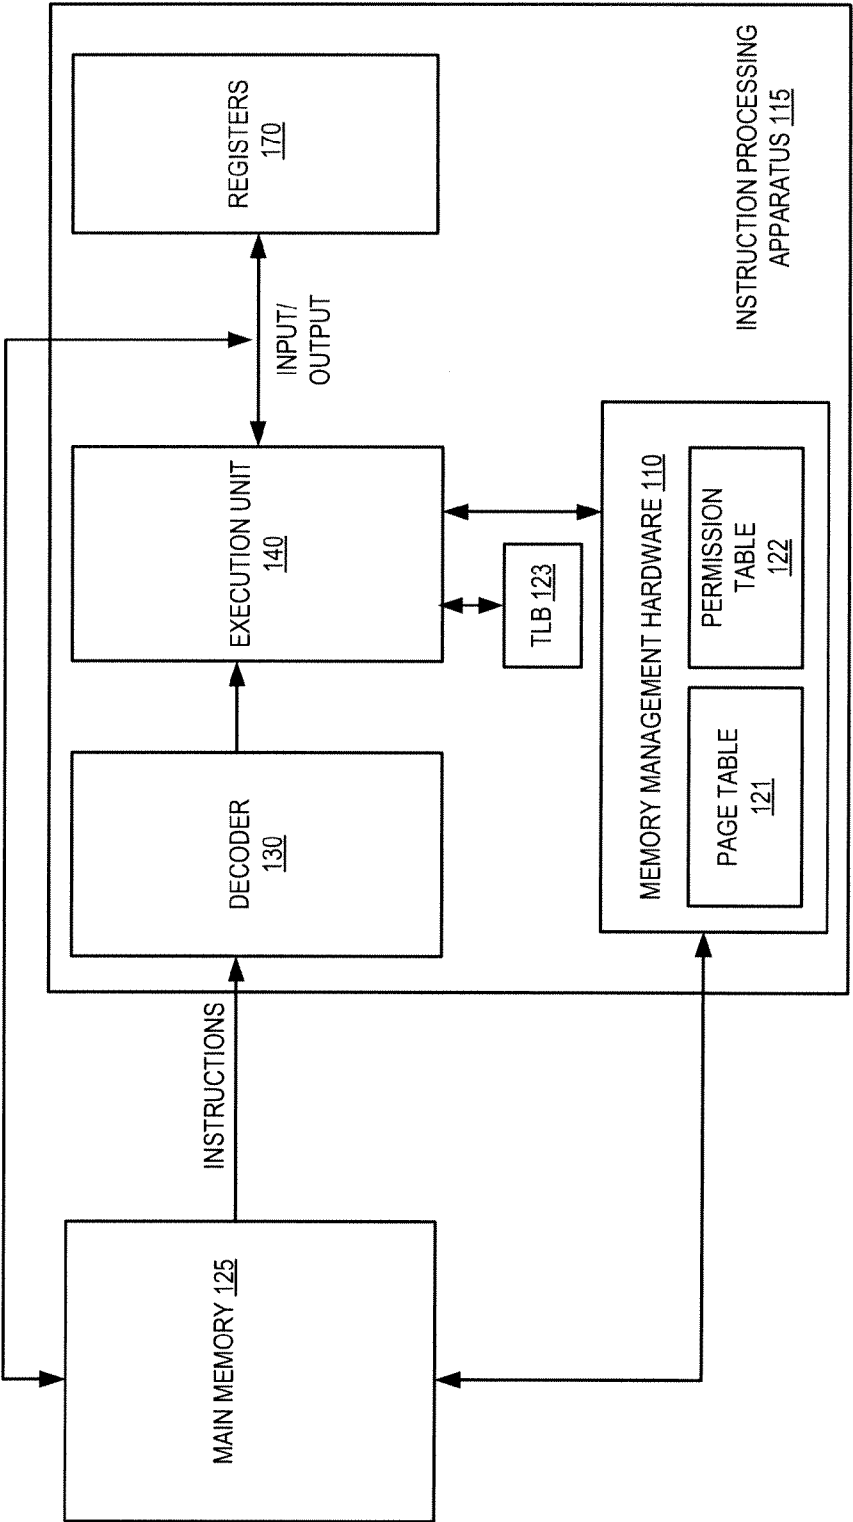 MAIN MEMORY 125
INSTRUCTIONS
DECODER
130
EXECUTION UNIT
140
INPUT/
OUTPUT
REGISTERS
170
TLB 123
MEMORY MANAGEMENT HARDWARE 110
PAGE TABLE
121
PERMISSION
TABLE
122
INSTRUCTION PROCESSING
APPARATUS 115